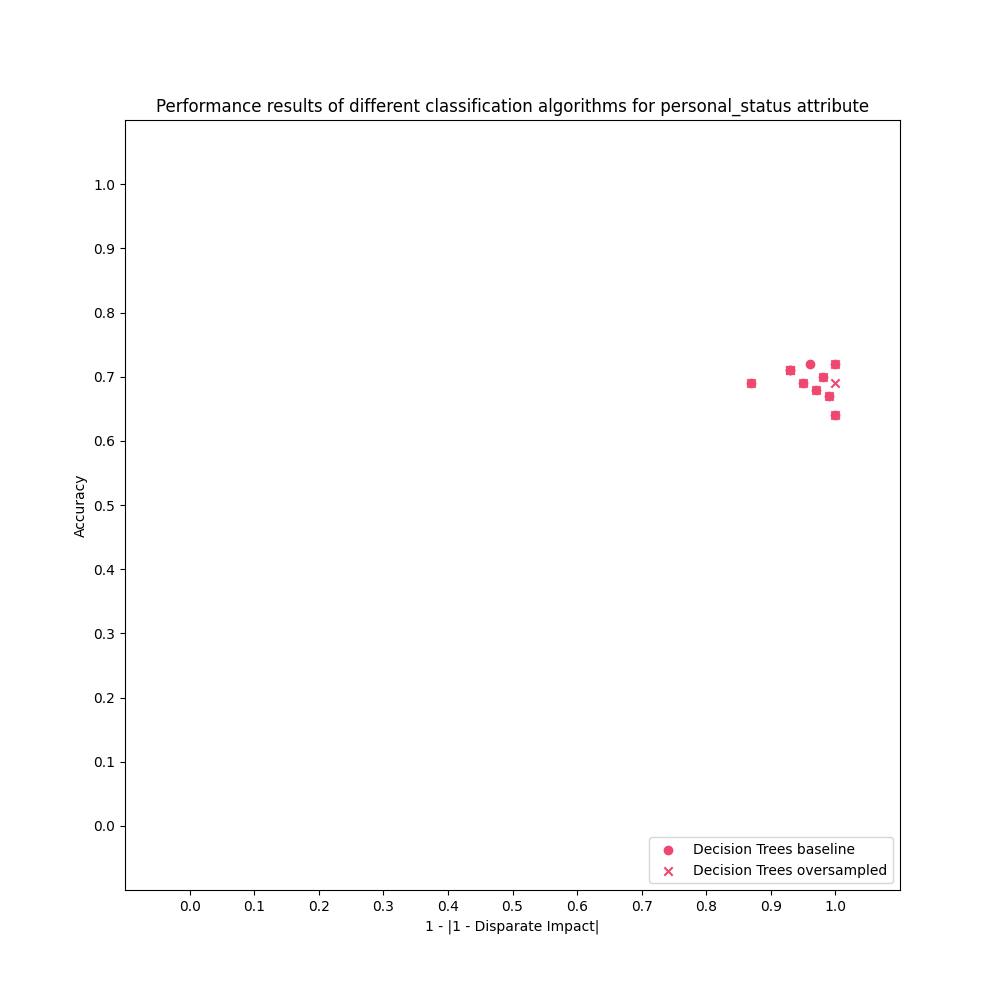 Performance results of different classification algorithms for personal_status attribute
1.0
0.9
0.8
0.7
0.6
0.5
0.4
0.3
0.2
0.1
0.0
Accuracy
Decision Trees baseline
Decision Trees oversampled
0.0 0.1 0.2 0.3 0.4 0.5 0.6 0.7 0.8 0.9 1.0
1 - |1 - Disparate Impact|